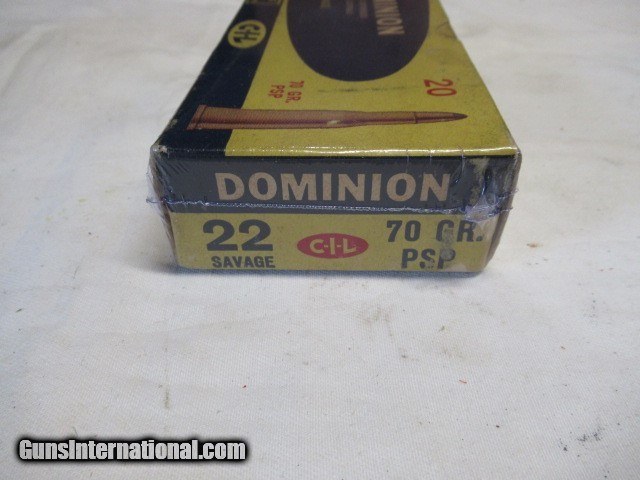 DOMINION
C-I-L
20
70 GR.
PSP
DOMINION
22
SAVAGE
C-I-L
70 GR.
PSP
GunsInternational.com